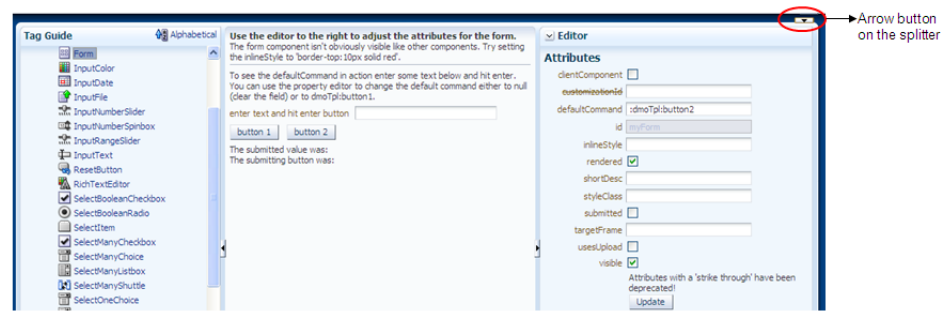 Arrow button
on the splitter
Tag Guide
Alphabetical
Form
InputColor
InputDate
InputFile
InputNumberSlider
InputNumberSpinbox
InputRangeSlider
InputText
ResetButton
RichTextEditor
SelectBooleanCheckbox
SelectBooleanRadio
SelectItem
SelectManyCheckbox
SelectManyChoice
SelectManyListbox
SelectManyShuttle
SelectOneChoice
Use the editor to the right to adjust the attributes for the form.
The form component isn't obviously visible like other components. Try setting
the inlineStyle to 'border-top:10px solid red'.
To see the defaultCommand in action enter some text below and hit enter.
You can use the property editor to change the default command either to null
(clear the field) or to dmoTpl:button1.
enter text and hit enter button
button 1 button 2
The submitted value was:
The submitting button was:
Editor
Attributes
clientComponent
customizationId
defaultCommand :dmoTpl:button2
id myForm
inlineStyle
rendered
shortDesc
styleClass
submitted
targetFrame
usesUpload
visible
Attributes with a 'strike through' have been
deprecated!
Update